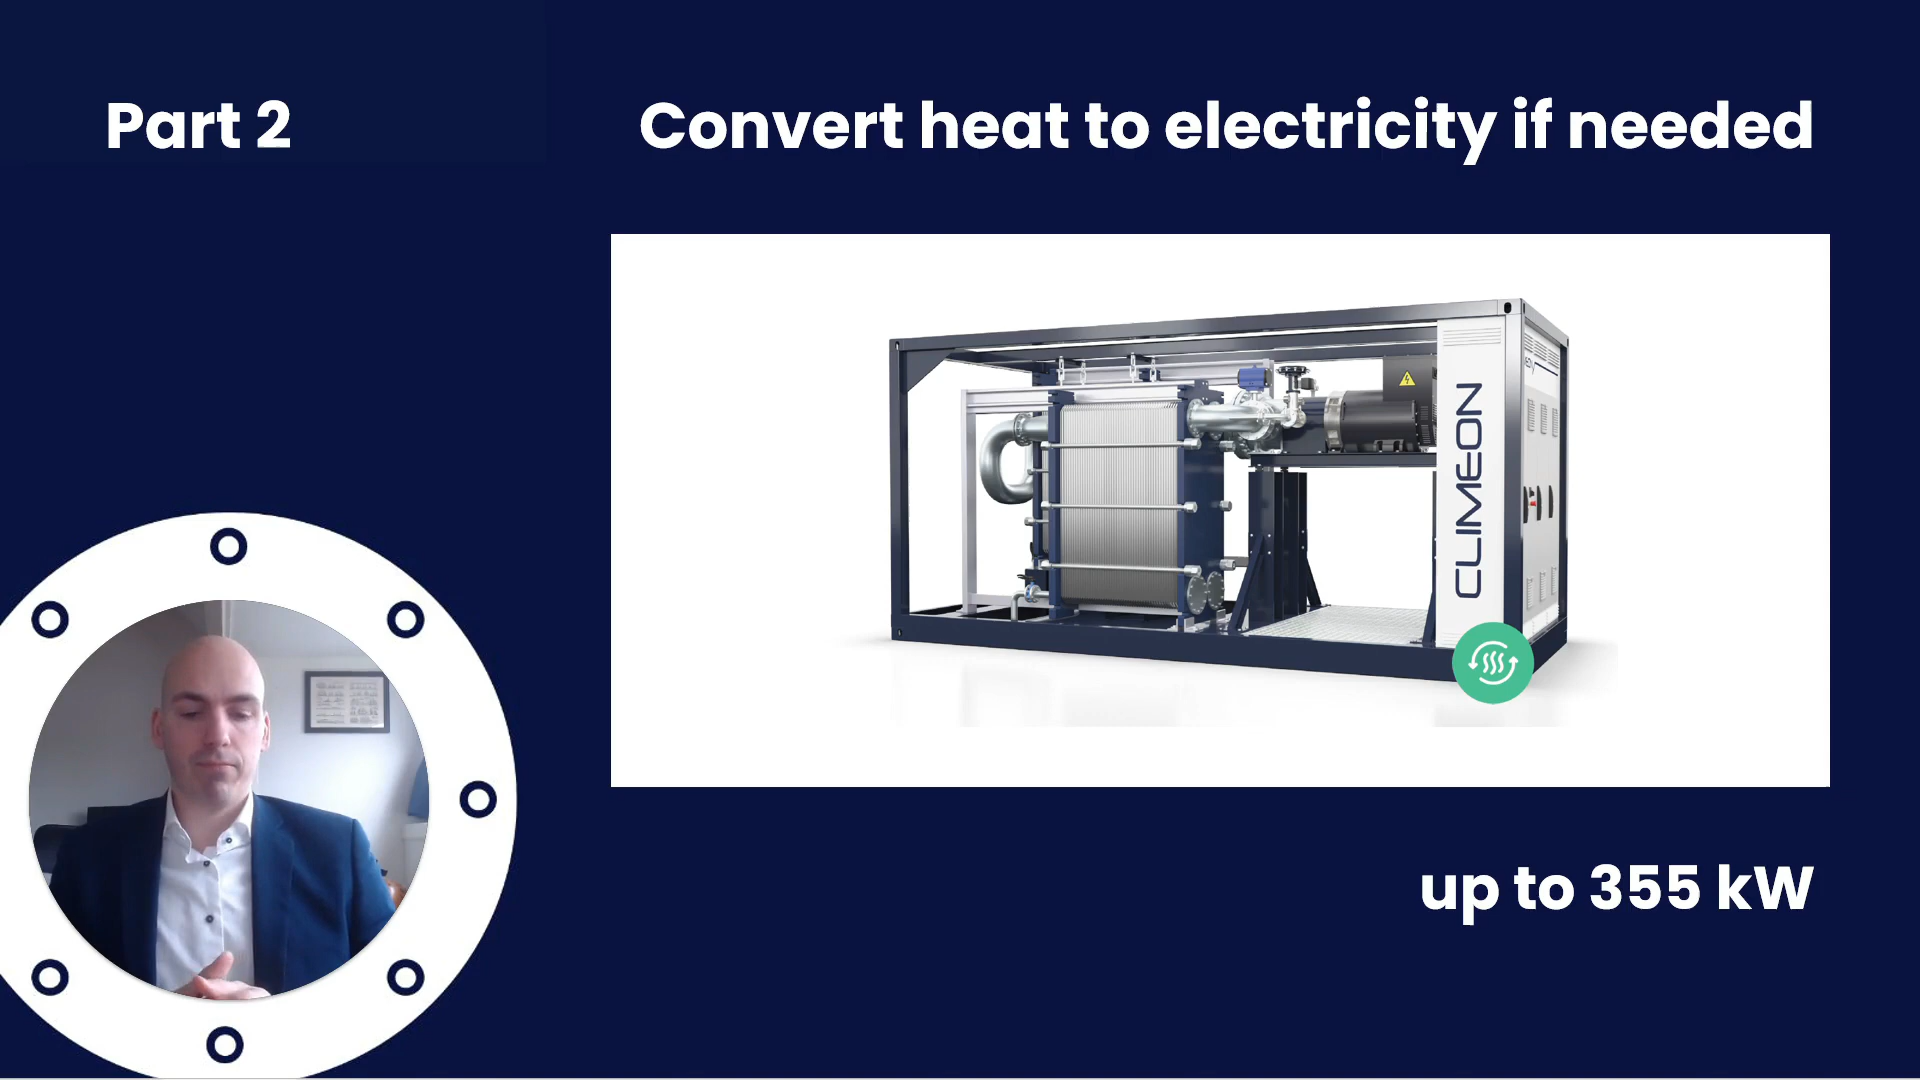 Part 2
Convert heat to electricity if needed
CLIMEON
up to 355 kW